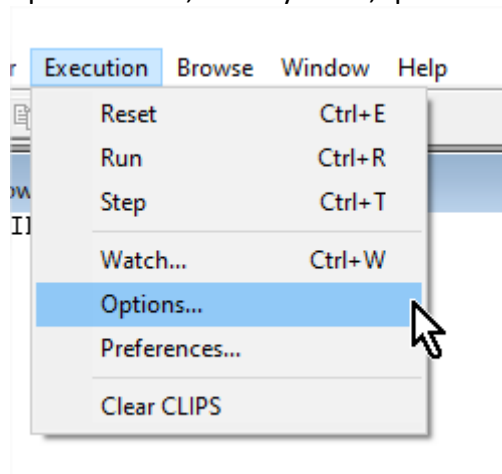 Execution Browse Window Help
Reset Ctrl+E
Run Ctrl+R
Step Ctrl+T
Watch... Ctrl+W
Options...
Preferences...
Clear CLIPS